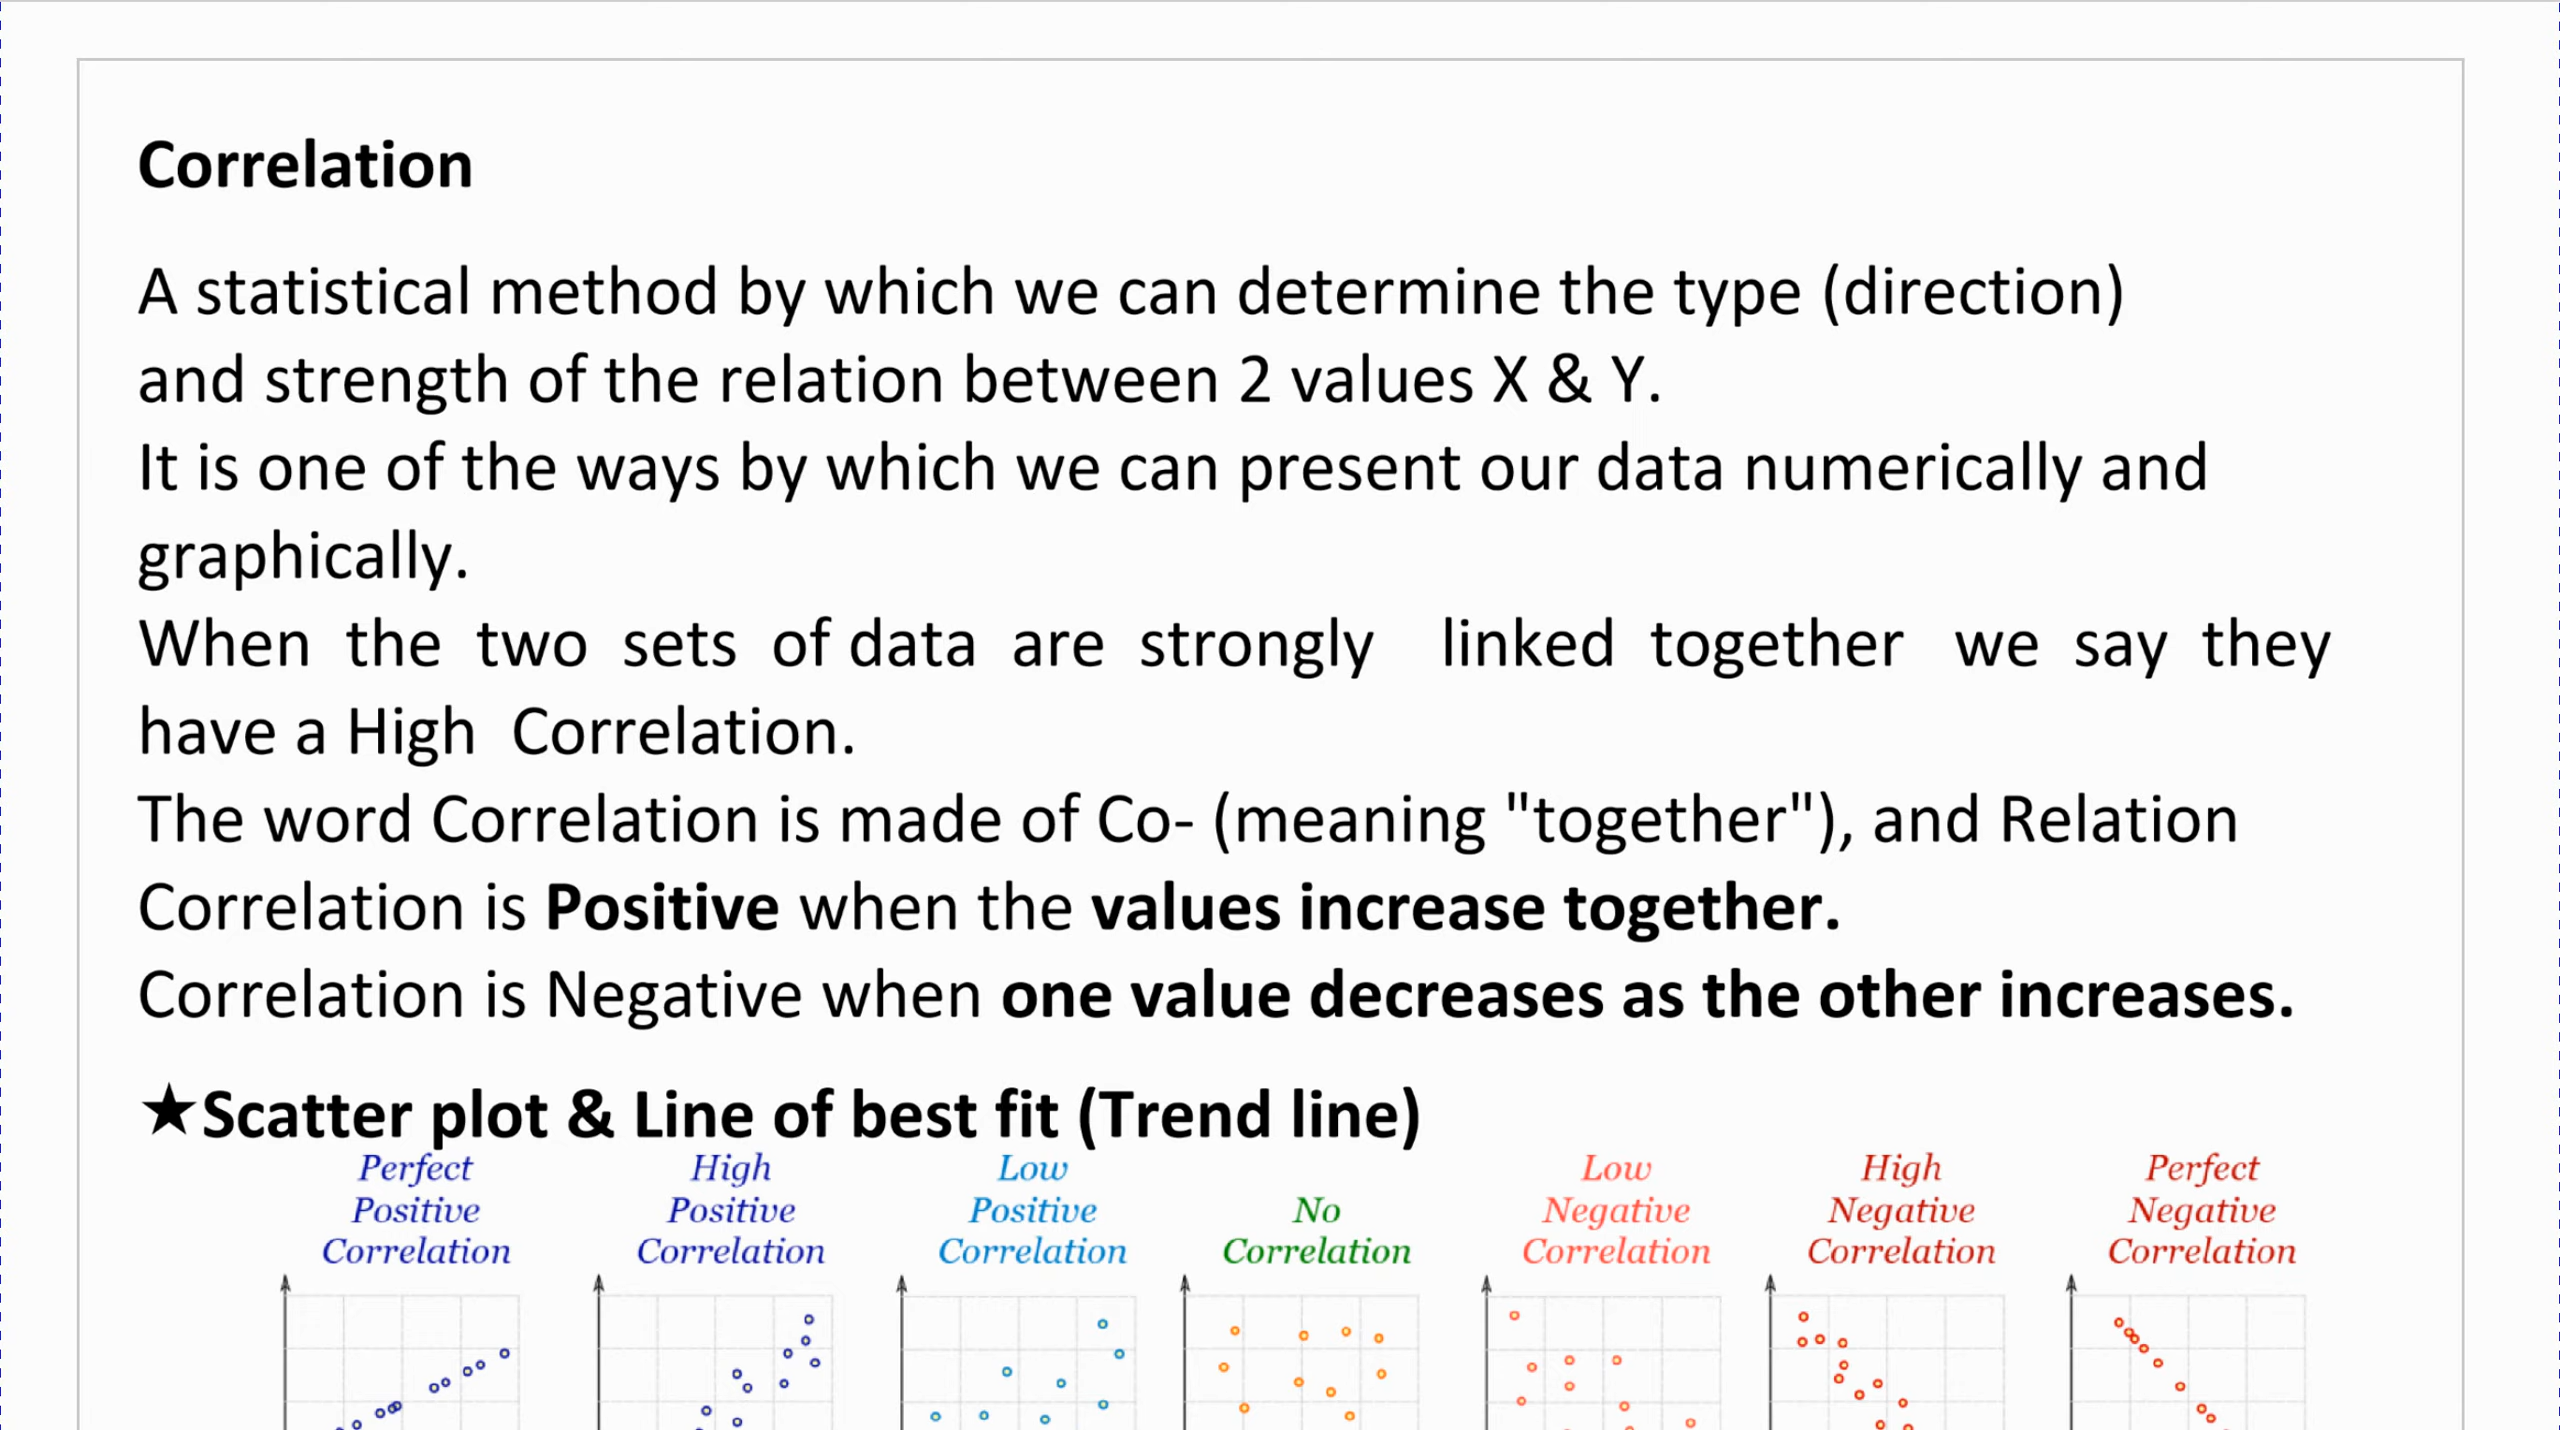 Correlation
A statistical method by which we can determine the type (direction)
and strength of the relation between 2 values X & Y.
It is one of the ways by which we can present our data numerically and
graphically.
When the two sets of data are strongly linked together we say they
have a High Correlation.
The word Correlation is made of Co- (meaning "together"), and Relation
Correlation is Positive when the values increase together.
Correlation is Negative when one value decreases as the other increases.
★Scatter plot & Line of best fit (Trend line)
Perfect
Positive
Correlation
High
Positive
Correlation
Low
Positive
Correlation
No
Correlation
Low
Negative
Correlation
High
Negative
Correlation
Perfect
Negative
Correlation